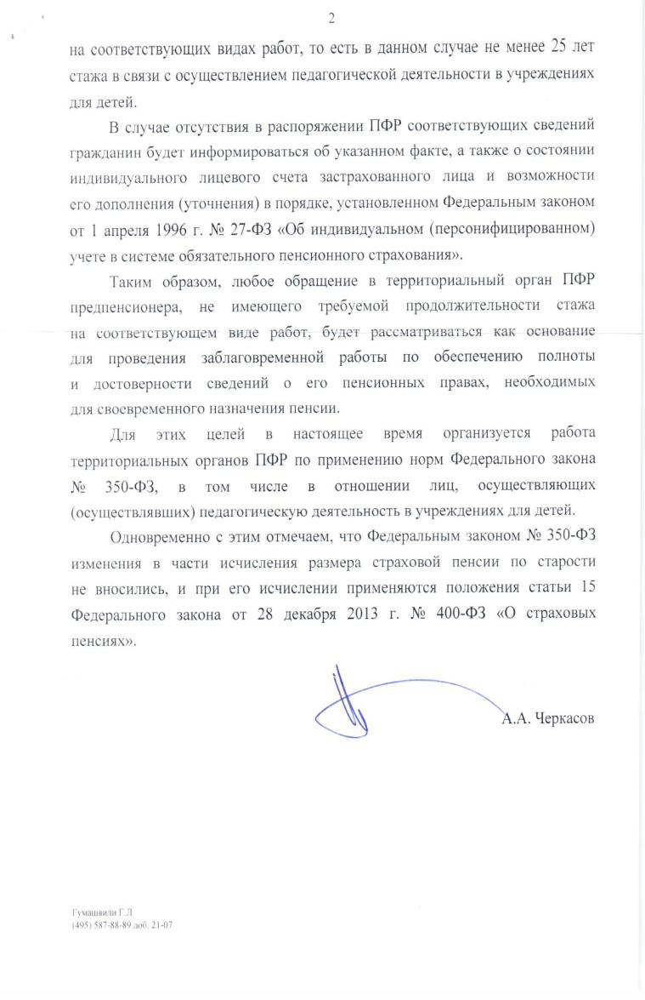 2
на соответствующих видах работ, то есть в данном случае не менее 25 лет
стажа в связи с осуществлением педагогической деятельности в учреждениях
для детей.
В случае отсутствия в распоряжении ПФР соответствующих сведений
гражданин будет информироваться об указанном факте, а также о состоянии
индивидуального лицевого счета застрахованного лица и возможности
его дополнения (уточнения) в порядке, установленном Федеральным законом
от 1 апреля 1996 г. № 27-ФЗ «Об индивидуальном (персонифицированном)
учете в системе обязательного пенсионного страхования».
Таким образом, любое обращение в территориальный орган ПФР
предпенсионера, не имеющего требуемой продолжительности стажа
на соответствующем виде работ, будет рассматриваться как основание
для проведения заблаговременной работы по обеспечению полноты
и достоверности сведений о его пенсионных правах, необходимых
для своевременного назначения пенсии.
Для этих целей в настоящее время организуется работа
территориальных органов ПФР по применению норм Федерального закона
№ 350-ФЗ, в том числе в отношении лиц, осуществляющих
(осуществлявших) педагогическую деятельность в учреждениях для детей.
Одновременно с этим отмечаем, что Федеральным законом № 350-ФЗ
изменения в части исчисления размера страховой пенсии по старости
не вносились, и при его исчислении применяются положения статьи 15
Федерального закона от 28 декабря 2013 г. № 400-ФЗ «О страховых
пенсиях».
А.А. Черкасов
Гумашвили Г.Л
(495) 587-88-89 доб. 21-07